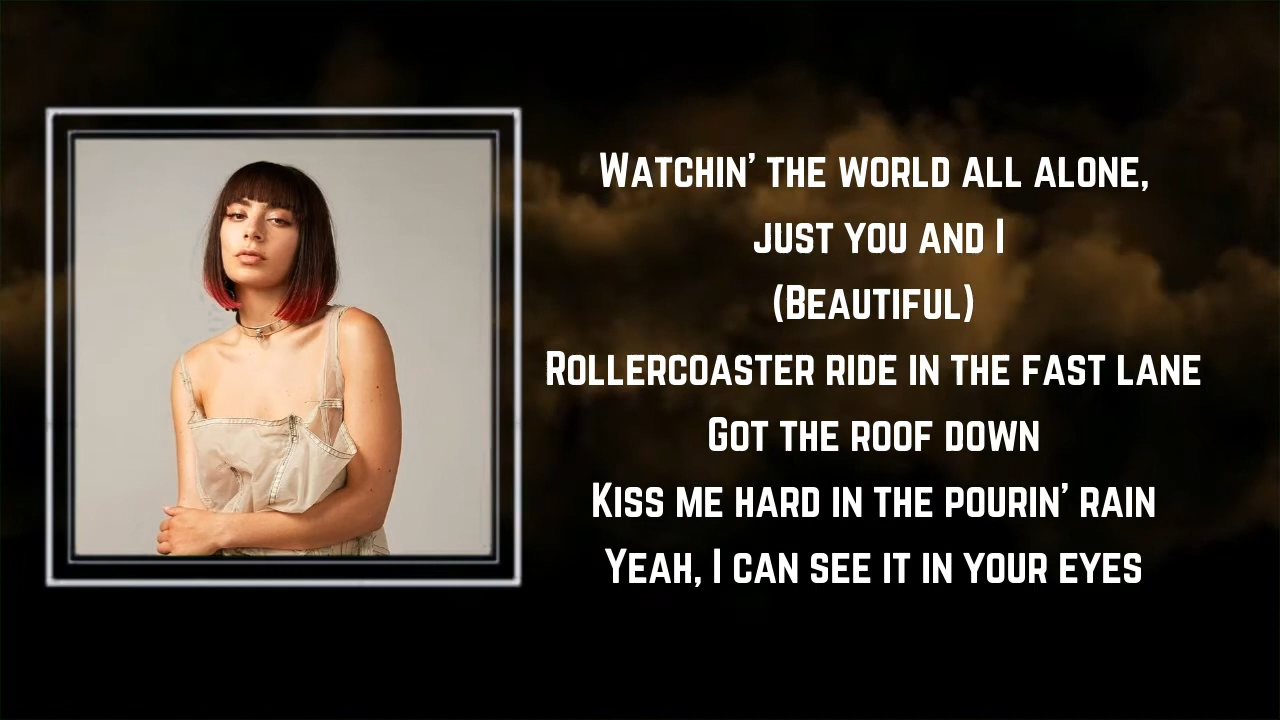 Watchin' the world all alone,
just you and I
(Beautiful)
Rollercoaster ride in the fast lane
Got the roof down
Kiss me hard in the pourin' rain
Yeah, I can see it in your eyes